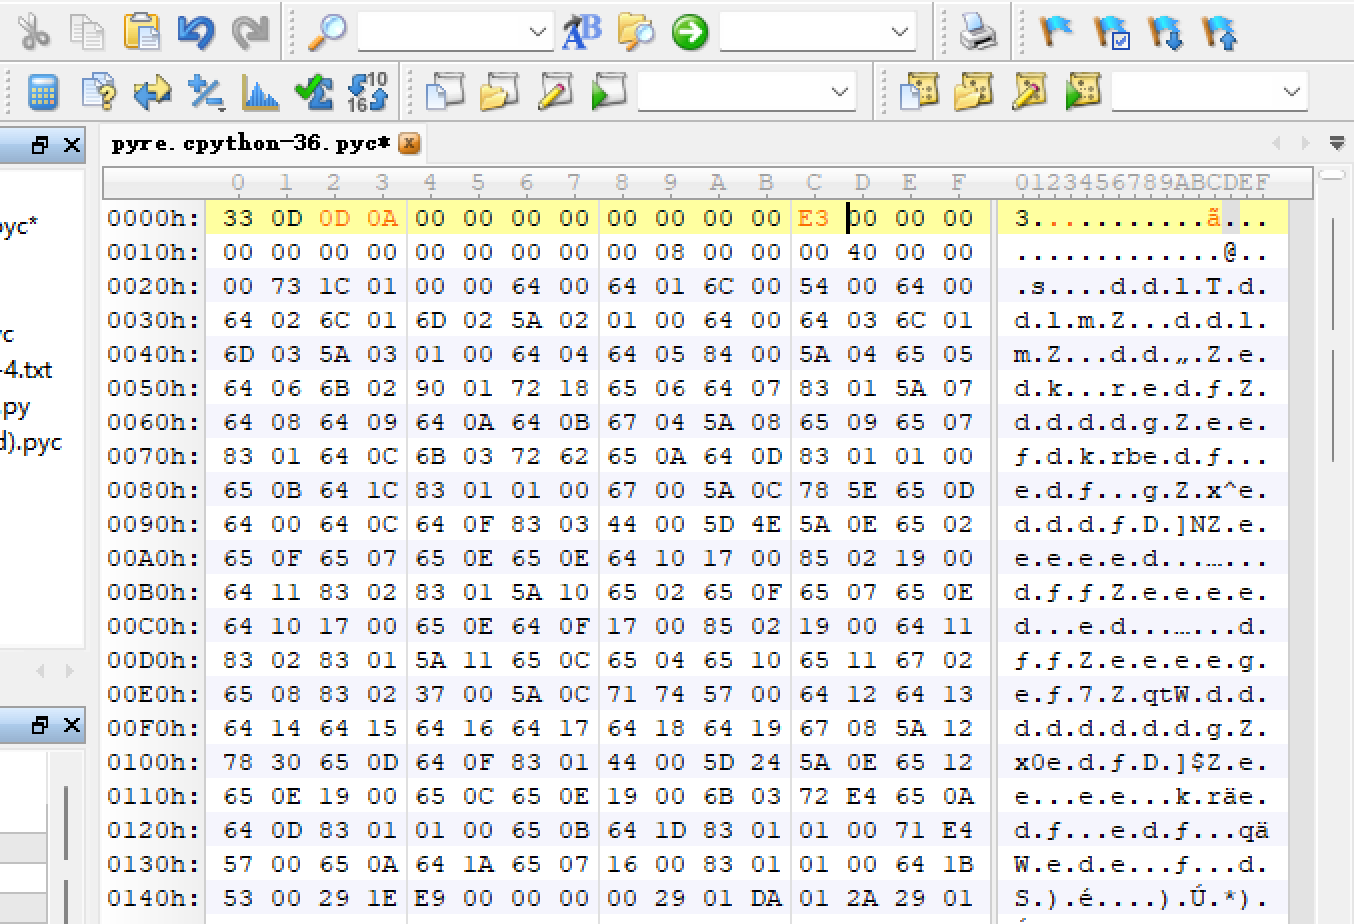 A B
10
16
pyre.cpython-36.pyc*
0 1 2 3 4 5 6 7 8 9 A B C D E F 0123456789ABCDEF
yc*
c
-4.txt
.py
d).pyc
0000h: 33 0D 0D 0A 00 00 00 00 00 00 00 00 E3 00 00 00 3...........ã...
0010h: 00 00 00 00 00 00 00 00 00 08 00 00 00 40 00 00 .............@..
0020h: 00 73 1C 01 00 00 64 00 64 01 6C 00 54 00 64 00 .s....d.d.l.T.d.
0030h: 64 02 6C 01 6D 02 5A 02 01 00 64 00 64 03 6C 01 d.l.m.Z...d.d.l.
0040h: 6D 03 5A 03 01 00 64 04 64 05 84 00 5A 04 65 05 m.Z...d.d.„.Z.e.
0050h: 64 06 6B 02 90 01 72 18 65 06 64 07 83 01 5A 07 d.k...r.e.d.ƒ.Z.
0060h: 64 08 64 09 64 0A 64 0B 67 04 5A 08 65 09 65 07 d.d.d.d.g.Z.e.e.
0070h: 83 01 64 0C 6B 03 72 62 65 0A 64 0D 83 01 01 00 ƒ.d.k.rbe.d.ƒ...
0080h: 65 0B 64 1C 83 01 01 00 67 00 5A 0C 78 5E 65 0D e.d.ƒ...g.Z.x^e.
0090h: 64 00 64 0C 64 0F 83 03 44 00 5D 4E 5A 0E 65 02 d.d.d.ƒ.D.]NZ.e.
00A0h: 65 0F 65 07 65 0E 65 0E 64 10 17 00 85 02 19 00 e.e.e.e.d...…...
00B0h: 64 11 83 02 83 01 5A 10 65 02 65 0F 65 07 65 0E d.ƒ.ƒ.Z.e.e.e.e.
00C0h: 64 10 17 00 65 0E 64 0F 17 00 85 02 19 00 64 11 d...e.d...…...d.
00D0h: 83 02 83 01 5A 11 65 0C 65 04 65 10 65 11 67 02 ƒ.ƒ.Z.e.e.e.e.g.
00E0h: 65 08 83 02 37 00 5A 0C 71 74 57 00 64 12 64 13 e.ƒ.7.Z.qtW.d.d.
00F0h: 64 14 64 15 64 16 64 17 64 18 64 19 67 08 5A 12 d.d.d.d.d.d.g.Z.
0100h: 78 30 65 0D 64 0F 83 01 44 00 5D 24 5A 0E 65 12 x0e.d.ƒ.D.]$Z.e.
0110h: 65 0E 19 00 65 0C 65 0E 19 00 6B 03 72 E4 65 0A e...e.e...k.räe.
0120h: 64 0D 83 01 01 00 65 0B 64 1D 83 01 01 00 71 E4 d.ƒ...e.d.ƒ...qä
0130h: 57 00 65 0A 64 1A 65 07 16 00 83 01 01 00 64 1B W.e.d.e...ƒ...d.
0140h: 53 00 29 1E E9 00 00 00 00 29 01 DA 01 2A 29 01 S.).é....).Ú.*).